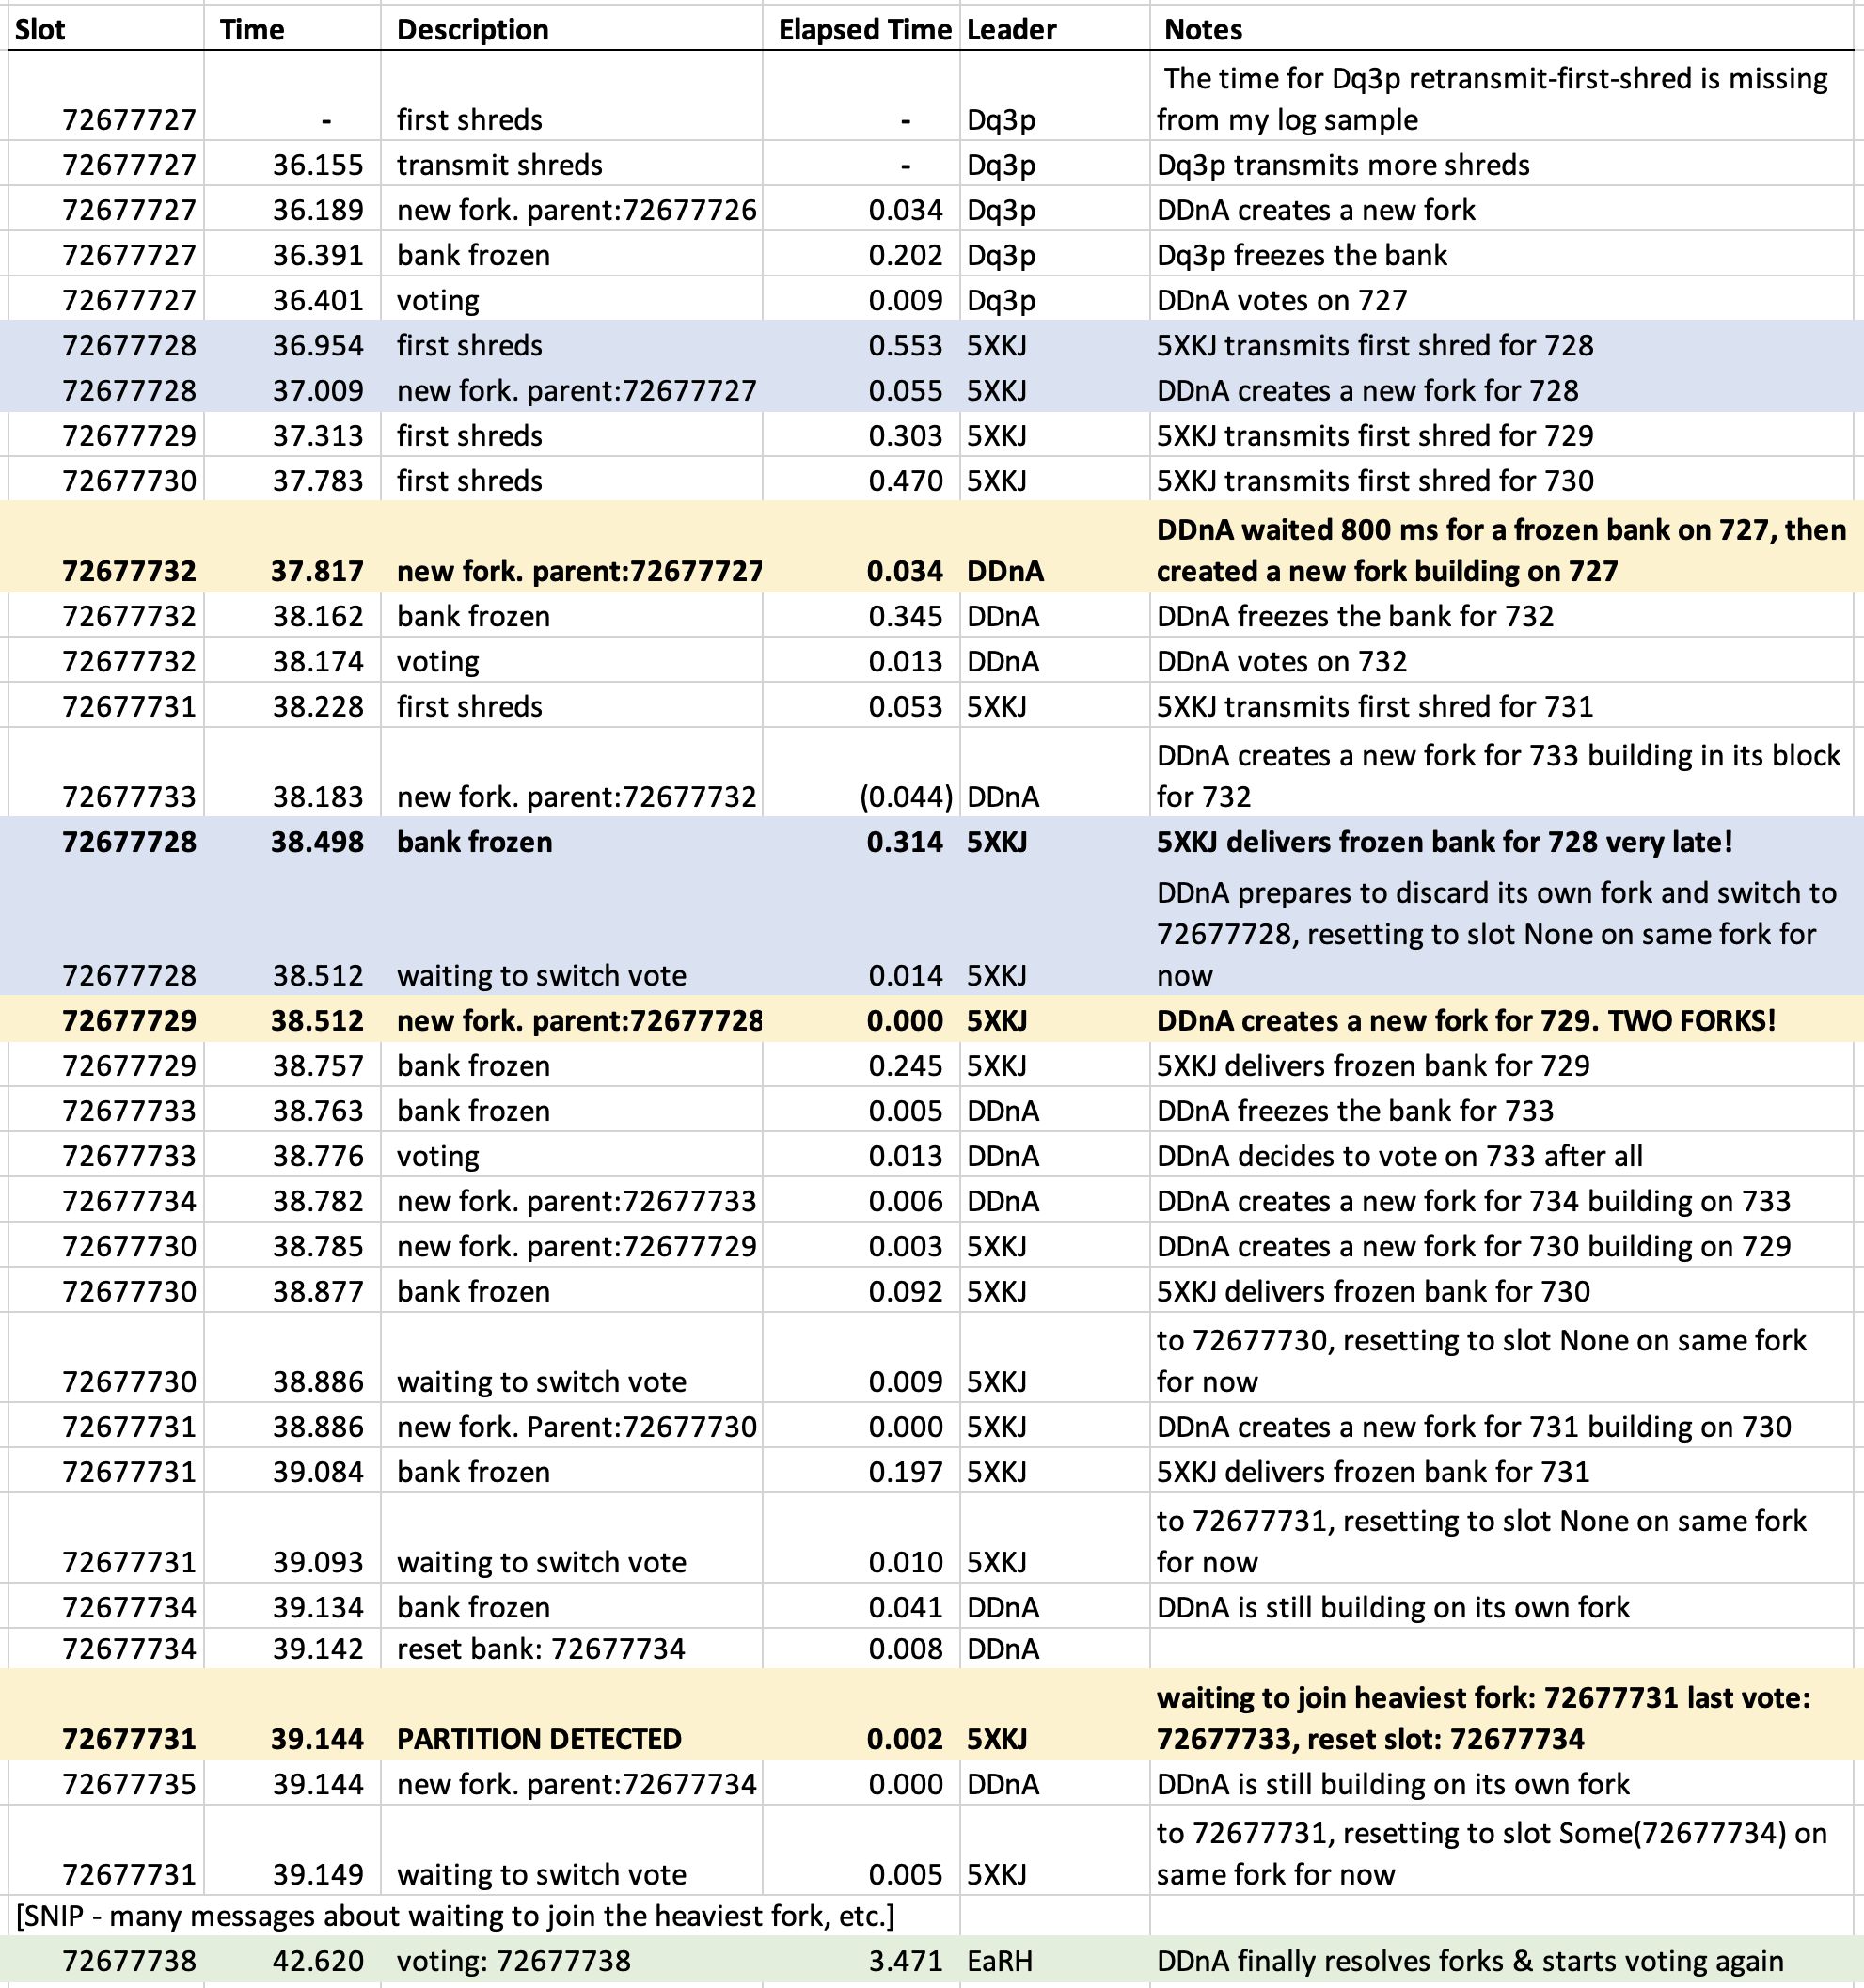 Slot Time Description Elapsed Time Leader Notes
The time for Dq3p retransmit-first-shred is missing
72677727 - first shreds - Dq3p from my log sample
72677727 36.155 transmit shreds - Dq3p Dq3p transmits more shreds
72677727 36.189 new fork. parent:72677726 0.034 Dq3p DDnA creates a new fork
72677727 36.391 bank frozen 0.202 Dq3p Dq3p freezes the bank
72677727 36.401 voting 0.009 Dq3p DDnA votes on 727
72677728 36.954 first shreds 0.553 5XKJ 5XKJ transmits first shred for 728
72677728 37.009 new fork. parent:72677727 0.055 5XKJ DDnA creates a new fork for 728
72677729 37.313 first shreds 0.303 5XKJ 5XKJ transmits first shred for 729
72677730 37.783 first shreds 0.470 5XKJ 5XKJ transmits first shred for 730
DDnA waited 800 ms for a frozen bank on 727, then
72677732 37.817 new fork. parent:72677727 0.034 DDnA created a new fork building on 727
72677732 38.162 bank frozen 0.345 DDnA DDnA freezes the bank for 732
72677732 38.174 voting 0.013 DDnA DDnA votes on 732
72677731 38.228 first shreds 0.053 5XKJ 5XKJ transmits first shred for 731
DDnA creates a new fork for 733 building in its block
72677733 38.183 new fork. parent:72677732 (0.044) DDnA for 732
72677728 38.498 bank frozen 0.314 5XKJ 5XKJ delivers frozen bank for 728 very late!
DDnA prepares to discard its own fork and switch to
72677728, resetting to slot None on same fork for
72677728 38.512 waiting to switch vote 0.014 5XKJ now
72677729 38.512 new fork. parent:72677728 0.000 5XKJ DDnA creates a new fork for 729. TWO FORKS!
72677729 38.757 bank frozen 0.245 5XKJ 5XKJ delivers frozen bank for 729
72677733 38.763 bank frozen 0.005 DDnA DDnA freezes the bank for 733
72677733 38.776 voting 0.013 DDnA DDnA decides to vote on 733 after all
72677734 38.782 new fork. parent:72677733 0.006 DDnA DDnA creates a new fork for 734 building on 733
72677730 38.785 new fork. parent:72677729 0.003 5XKJ DDnA creates a new fork for 730 building on 729
72677730 38.877 bank frozen 0.092 5XKJ 5XKJ delivers frozen bank for 730
to 72677730, resetting to slot None on same fork
72677730 38.886 waiting to switch vote 0.009 5XKJ for now
72677731 38.886 new fork. Parent:72677730 0.000 5XKJ DDnA creates a new fork for 731 building on 730
72677731 39.084 bank frozen 0.197 5XKJ 5XKJ delivers frozen bank for 731
to 72677731, resetting to slot None on same fork
72677731 39.093 waiting to switch vote 0.010 5XKJ for now
72677734 39.134 bank frozen 0.041 DDnA DDnA is still building on its own fork
72677734 39.142 reset bank: 72677734 0.008 DDnA
waiting to join heaviest fork: 72677731 last vote:
72677731 39.144 PARTITION DETECTED 0.002 5XKJ 72677733, reset slot: 72677734
72677735 39.144 new fork. parent:72677734 0.000 DDnA DDnA is still building on its own fork
to 72677731, resetting to slot Some(72677734) on
72677731 39.149 waiting to switch vote 0.005 5XKJ same fork for now
[SNIP - many messages about waiting to join the heaviest fork, etc.]
72677738 42.620 voting: 72677738 3.471 EaRH DDnA finally resolves forks & starts voting again